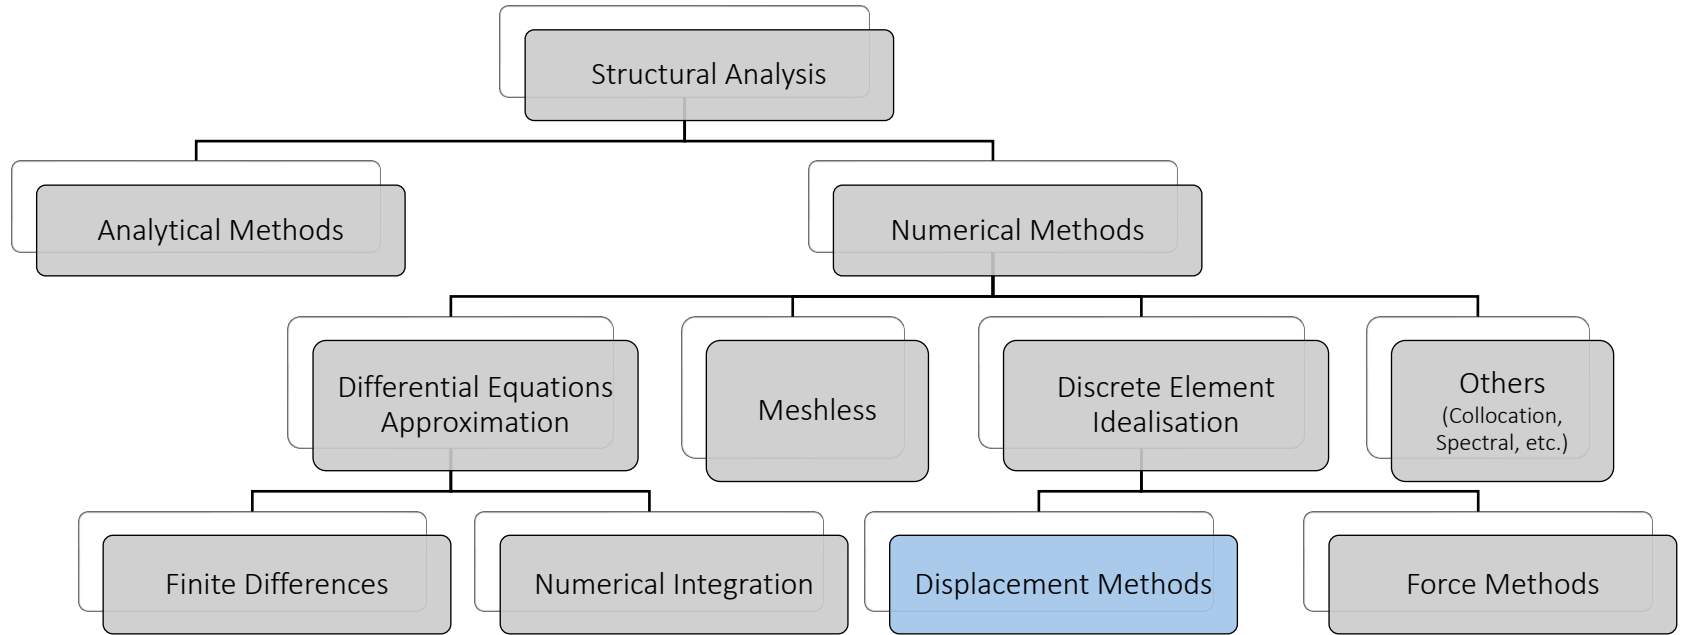 Structural Analysis
Analytical Methods
Numerical Methods
Differential Equations
Approximation
Meshless
Discrete Element
Idealisation
Others
(Collocation,
Spectral, etc.)
Finite Differences
Numerical Integration
Displacement Methods
Force Methods